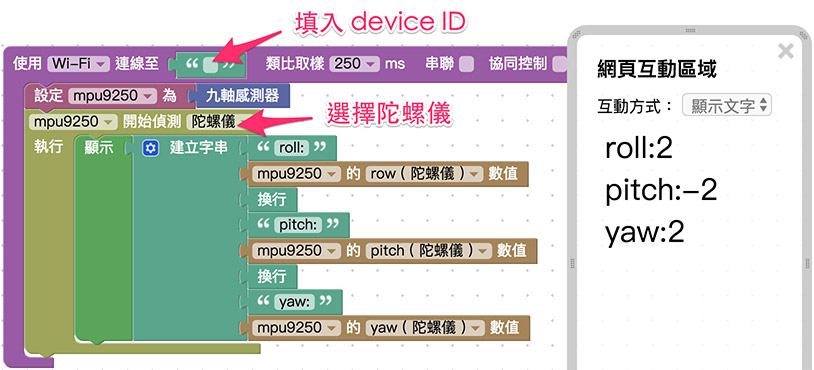 填入 device ID
使用 Wi-Fi 連線至 “ ” 類比取樣 250 ms 串聯 協同控制
設定 mpu9250 為 九軸感測器
mpu9250 開始偵測 陀螺儀
選擇陀螺儀
執行 顯示 建立字串 “ roll: ”
mpu9250 的 row ( 陀螺儀 ) 數值
換行
“ pitch: ”
mpu9250 的 pitch ( 陀螺儀 ) 數值
換行
“ yaw: ”
mpu9250 的 yaw ( 陀螺儀 ) 數值
網頁互動區域
互動方式： 顯示文字
roll:2
pitch:-2
yaw:2